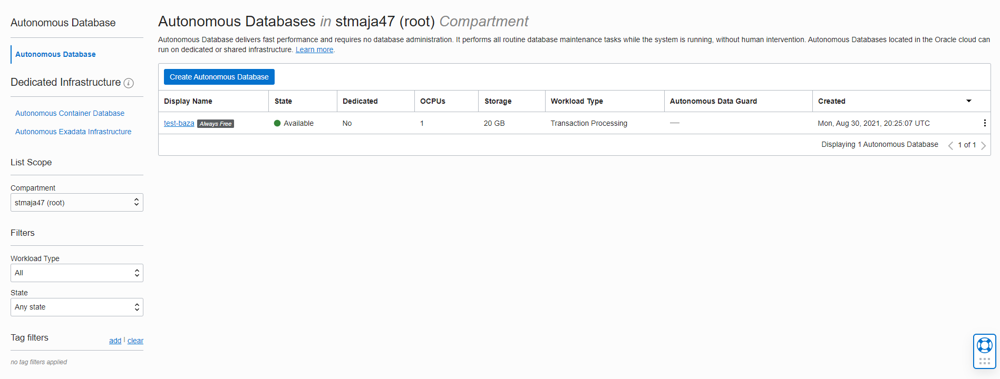 Autonomous Database
Autonomous Database
Dedicated Infrastructure i
Autonomous Container Database
Autonomous Exadata Infrastructure
List Scope
Compartment
stmaja47 (root)
Filters
Workload Type
All
State
Any state
Tag filters add | clear
no tag filters applied
Autonomous Databases in stmaja47 (root) Compartment
Autonomous Database delivers fast performance and requires no database administration. It performs all routine database maintenance tasks while the system is running, without human intervention. Autonomous Databases located in the Oracle cloud can
run on dedicated or shared infrastructure. Learn more.
Create Autonomous Database
Display Name State Dedicated OCPUs Storage Workload Type Autonomous Data Guard Created
test-baza Always Free Available No 1 20 GB Transaction Processing — Mon, Aug 30, 2021, 20:25:07 UTC
Displaying 1 Autonomous Database < 1 of 1 >